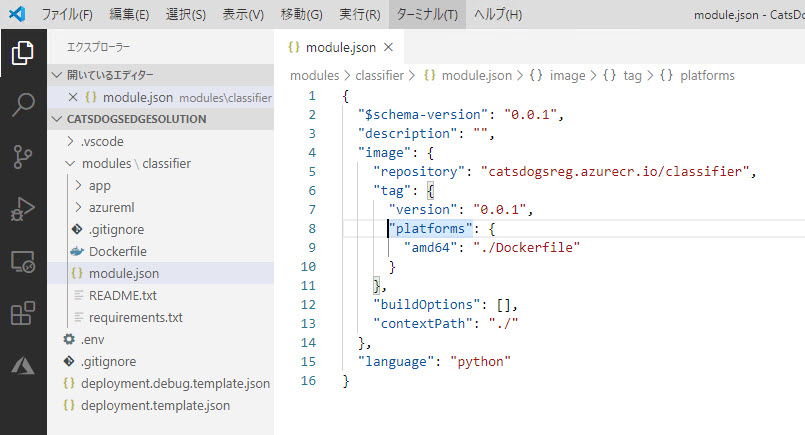 ファイル(F) 編集(E) 選択(S) 表示(V) 移動(G) 実行(R) ターミナル(T) ヘルプ(H) module.json - CatsDo
エクスプローラー
開いているエディター
module.json modules\classifier
CATSDOGSEDGESOLUTION
.vscode
modules \ classifier
app
azureml
.gitignore
Dockerfile
module.json
README.txt
requirements.txt
.env
.gitignore
deployment.debug.template.json
deployment.template.json
module.json
modules > classifier > {} module.json > {} image > {} tag > {} platforms
1 {
2 "$schema-version": "0.0.1",
3 "description": "",
4 "image": {
5 "repository": "catsdogsreg.azurecr.io/classifier",
6 "tag": {
7 "version": "0.0.1",
8 "platforms": {
9 "amd64": "./Dockerfile"
10 }
11 },
12 "buildOptions": [],
13 "contextPath": "./"
14 },
15 "language": "python"
16 }